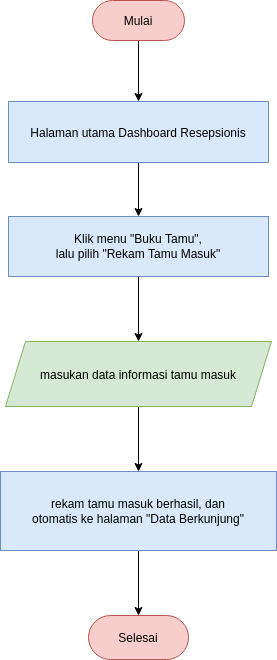 Mulai
Halaman utama Dashboard Resepsionis
Klik menu "Buku Tamu",
lalu pilih "Rekam Tamu Masuk"
masukan data informasi tamu masuk
rekam tamu masuk berhasil, dan
otomatis ke halaman "Data Berkunjung"
Selesai